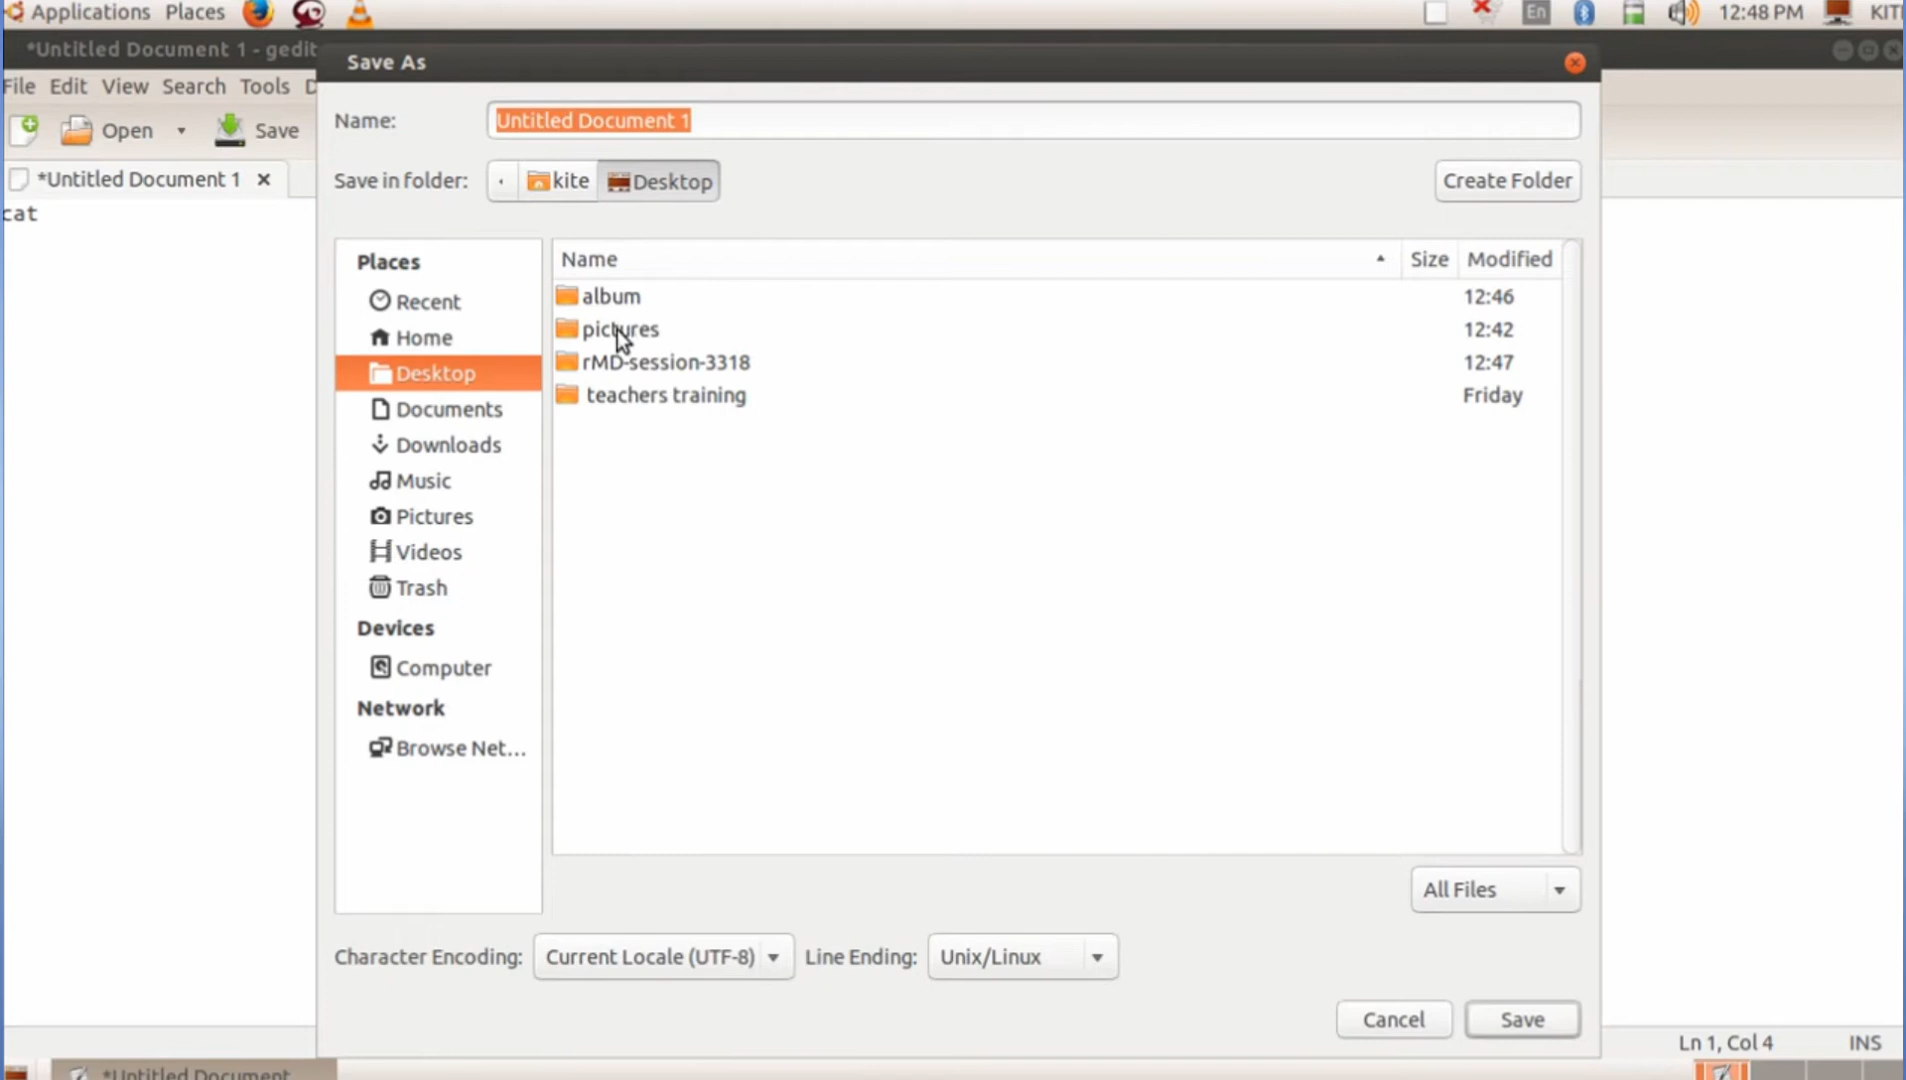 Applications Places En 12:48 PM KIT
*Untitled Document 1 - gedit
Save As
File Edit View Search Tools D
Name: Untitled Document 1
Open Save
*Untitled Document 1
Save in folder: kite Desktop Create Folder
cat
Places
Recent
Home
Desktop
Documents
Downloads
Music
Pictures
Videos
Trash
Devices
Computer
Network
Browse Net...
Name Size Modified
album 12:46
pictures 12:42
rMD-session-3318 12:47
teachers training Friday
All Files
Character Encoding: Current Locale (UTF-8) Line Ending: Unix/Linux
Cancel Save
Ln 1, Col 4 INS
*Untitled Document